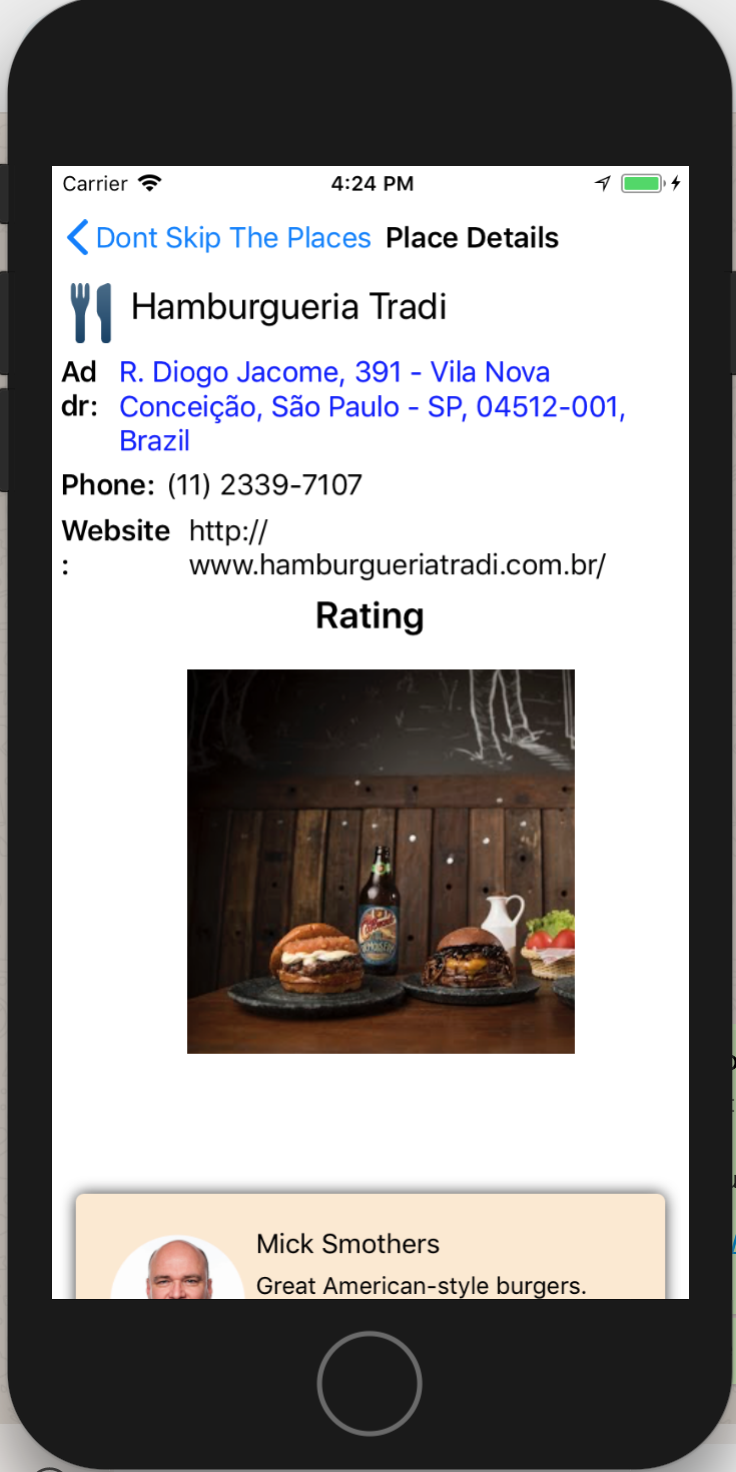 Carrier 4:24 PM
Dont Skip The Places Place Details
Hamburgueria Tradi
Ad
dr:
R. Diogo Jacome, 391 - Vila Nova
Conceição, São Paulo - SP, 04512-001,
Brazil
Phone: (11) 2339-7107
Website
:
http://
www.hamburgueriatradi.com.br/
Rating
Mick Smothers
Great American-style burgers.